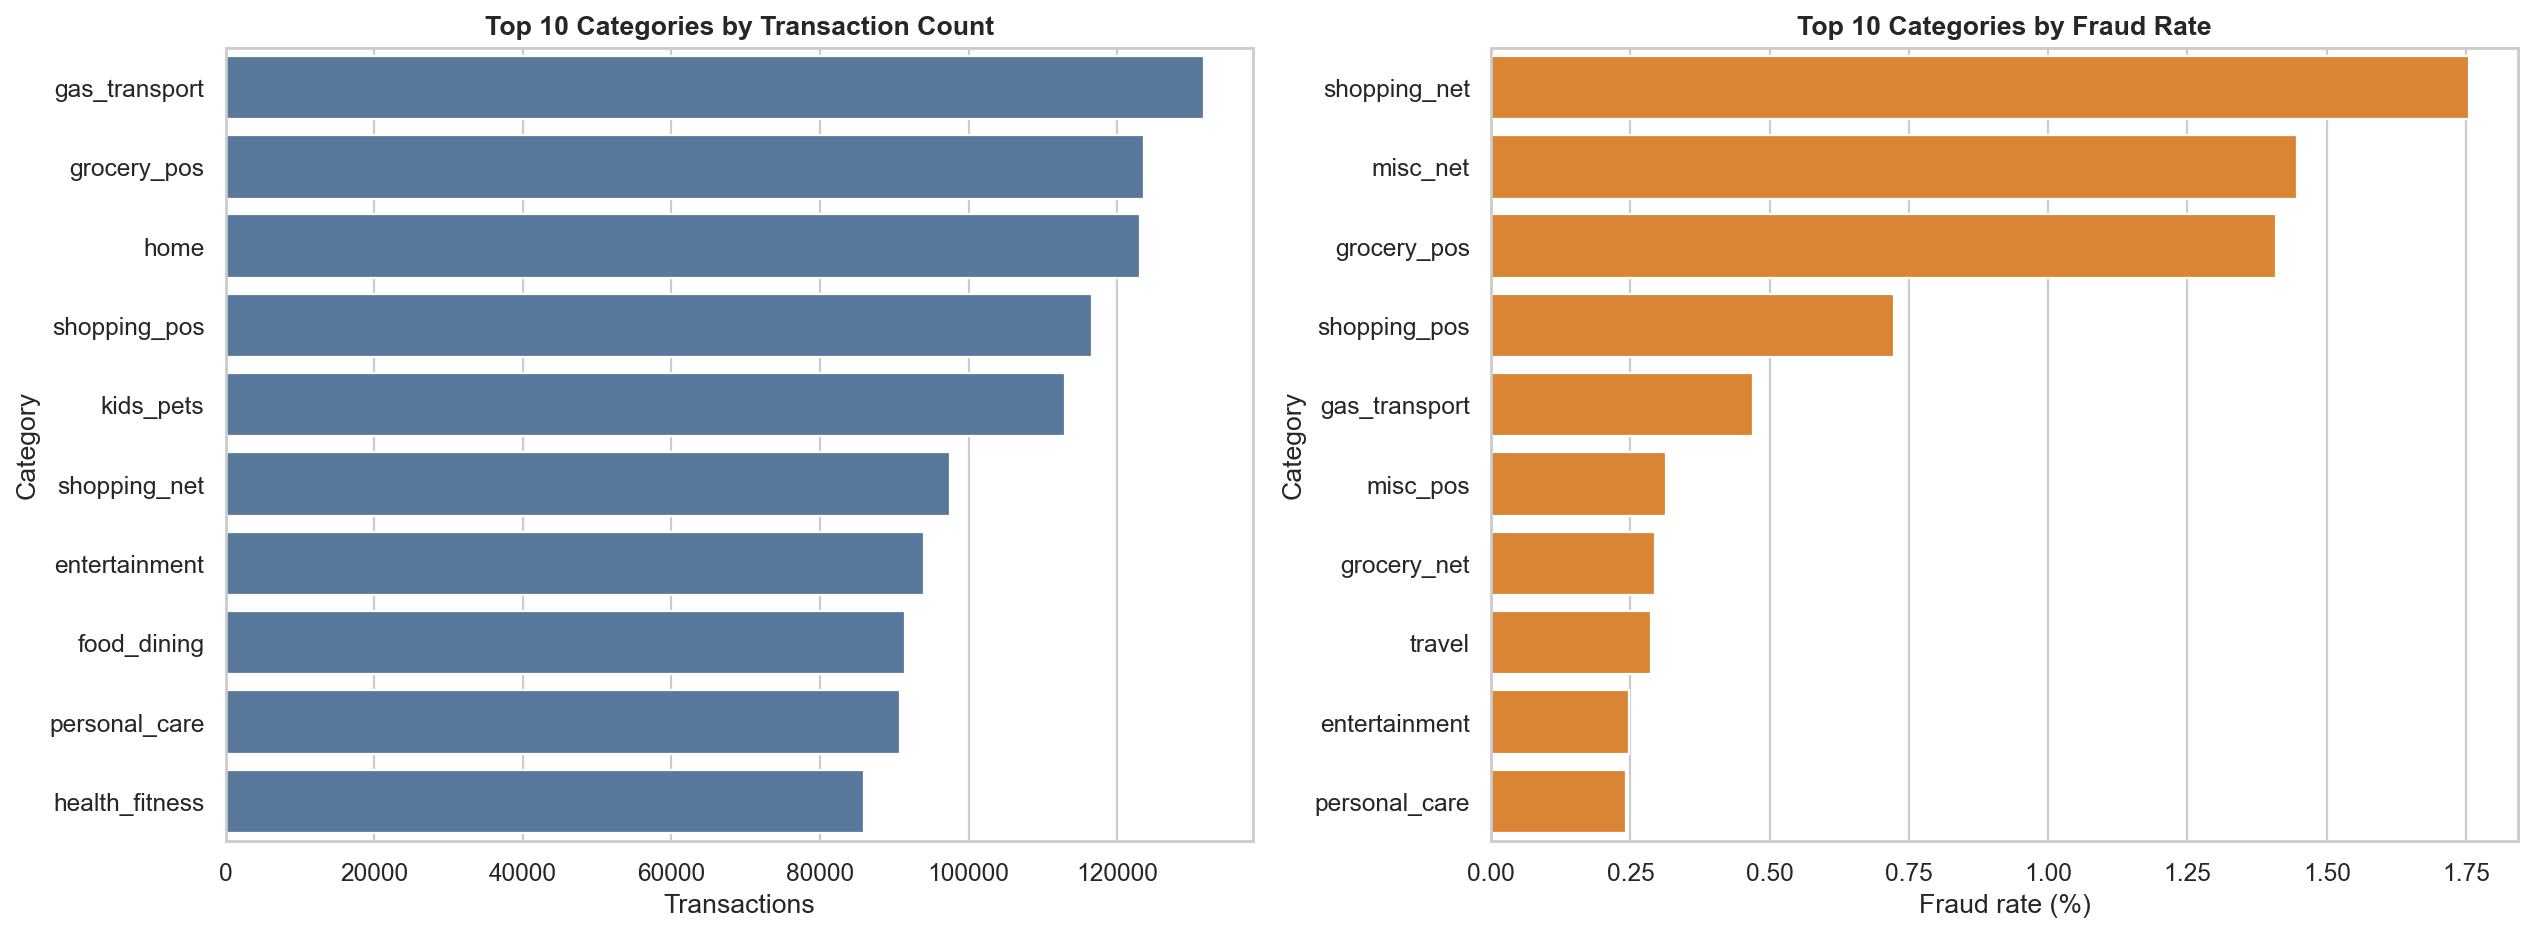 Top 10 Categories by Transaction Count
Category
gas_transport
grocery_pos
home
shopping_pos
kids_pets
shopping_net
entertainment
food_dining
personal_care
health_fitness
0 20000 40000 60000 80000 100000 120000
Transactions
Top 10 Categories by Fraud Rate
Category
shopping_net
misc_net
grocery_pos
shopping_pos
gas_transport
misc_pos
grocery_net
travel
entertainment
personal_care
0.00 0.25 0.50 0.75 1.00 1.25 1.50 1.75
Fraud rate (%)